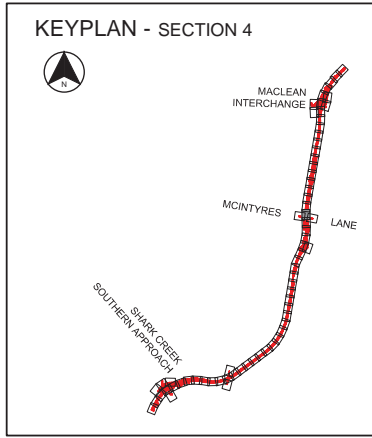 KEYPLAN - SECTION 4
N
MACLEAN
INTERCHANGE
MCINTYRES LANE
SHARK CREEK
SOUTHERN APPROACH